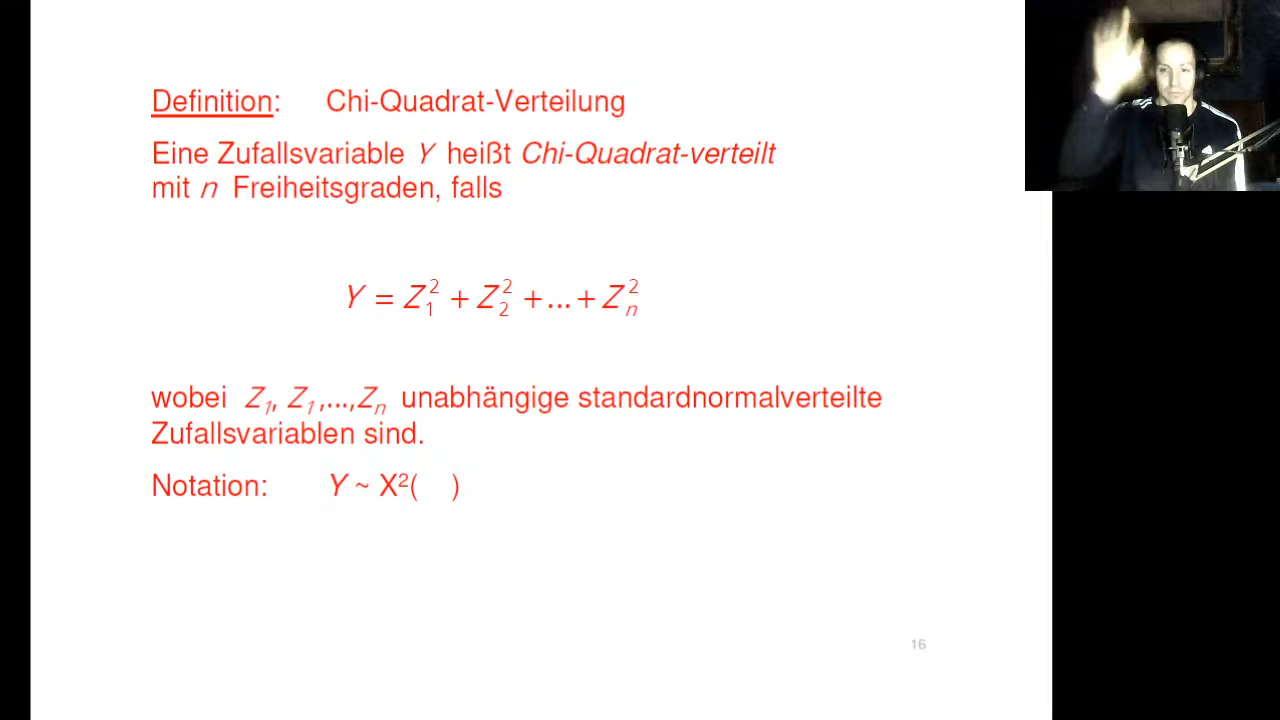 Definition: Chi-Quadrat-Verteilung
Eine Zufallsvariable Y heißt Chi-Quadrat-verteilt
mit n Freiheitsgraden, falls
Y = Z₁² + Z₂² + ... + Zₙ²
wobei Z₁, Z₁,...,Zₙ unabhängige standardnormalverteilte
Zufallsvariablen sind.
Notation: Y ~ X²( )
16